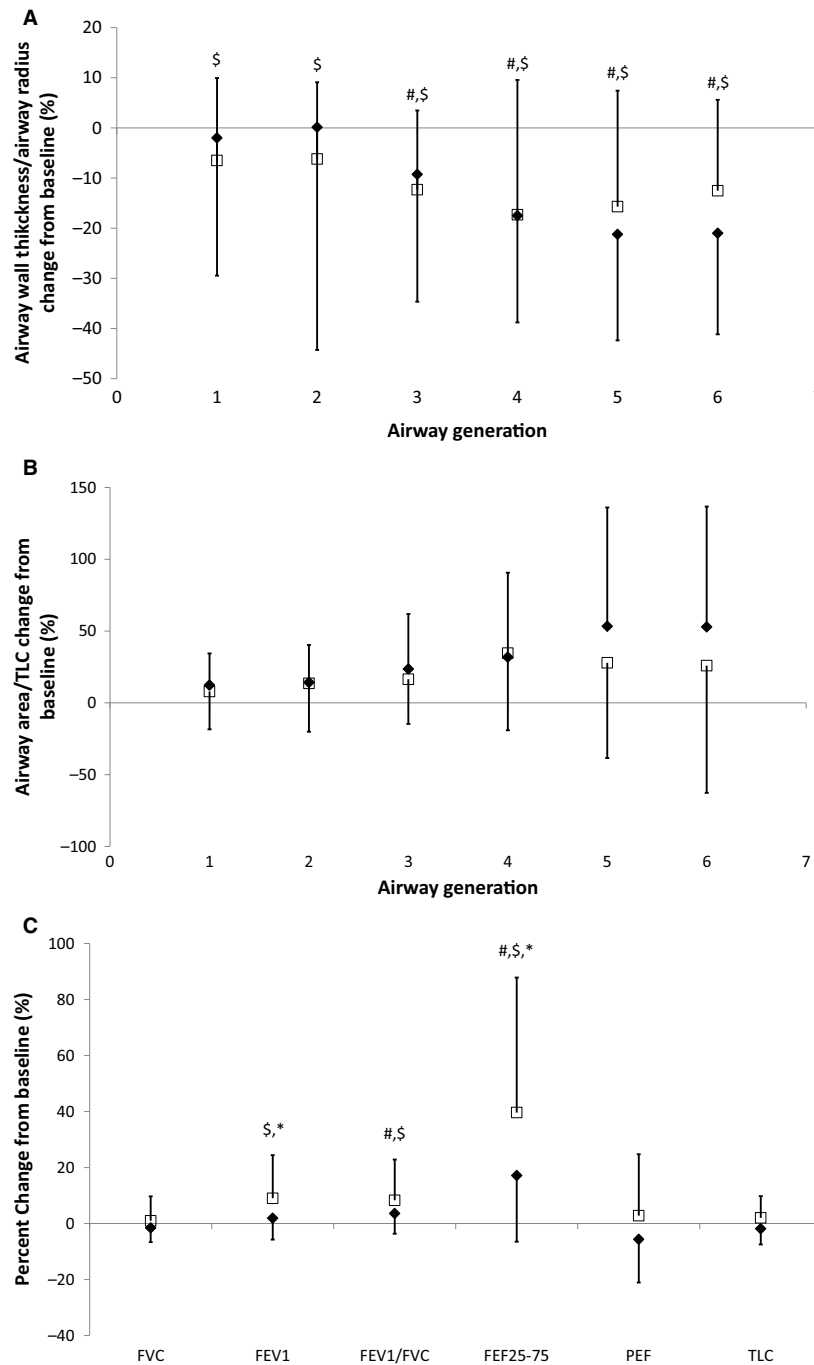 A
Airway wall thikckness/airway radius
change from baseline (%)
20
10
0
–10
–20
–30
–40
–50
$
$
#,$
#,$
#,$
#,$
0
1
2
3
4
5
6
Airway generation
B
Airway area/TLC change from
baseline (%)
150
100
50
0
–50
–100
0
1
2
3
4
5
6
7
Airway generation
C
Percent Change from baseline (%)
100
80
60
40
20
0
–20
–40
$,*
#,$
#,$,*
FVC
FEV1
FEV1/FVC
FEF25-75
PEF
TLC